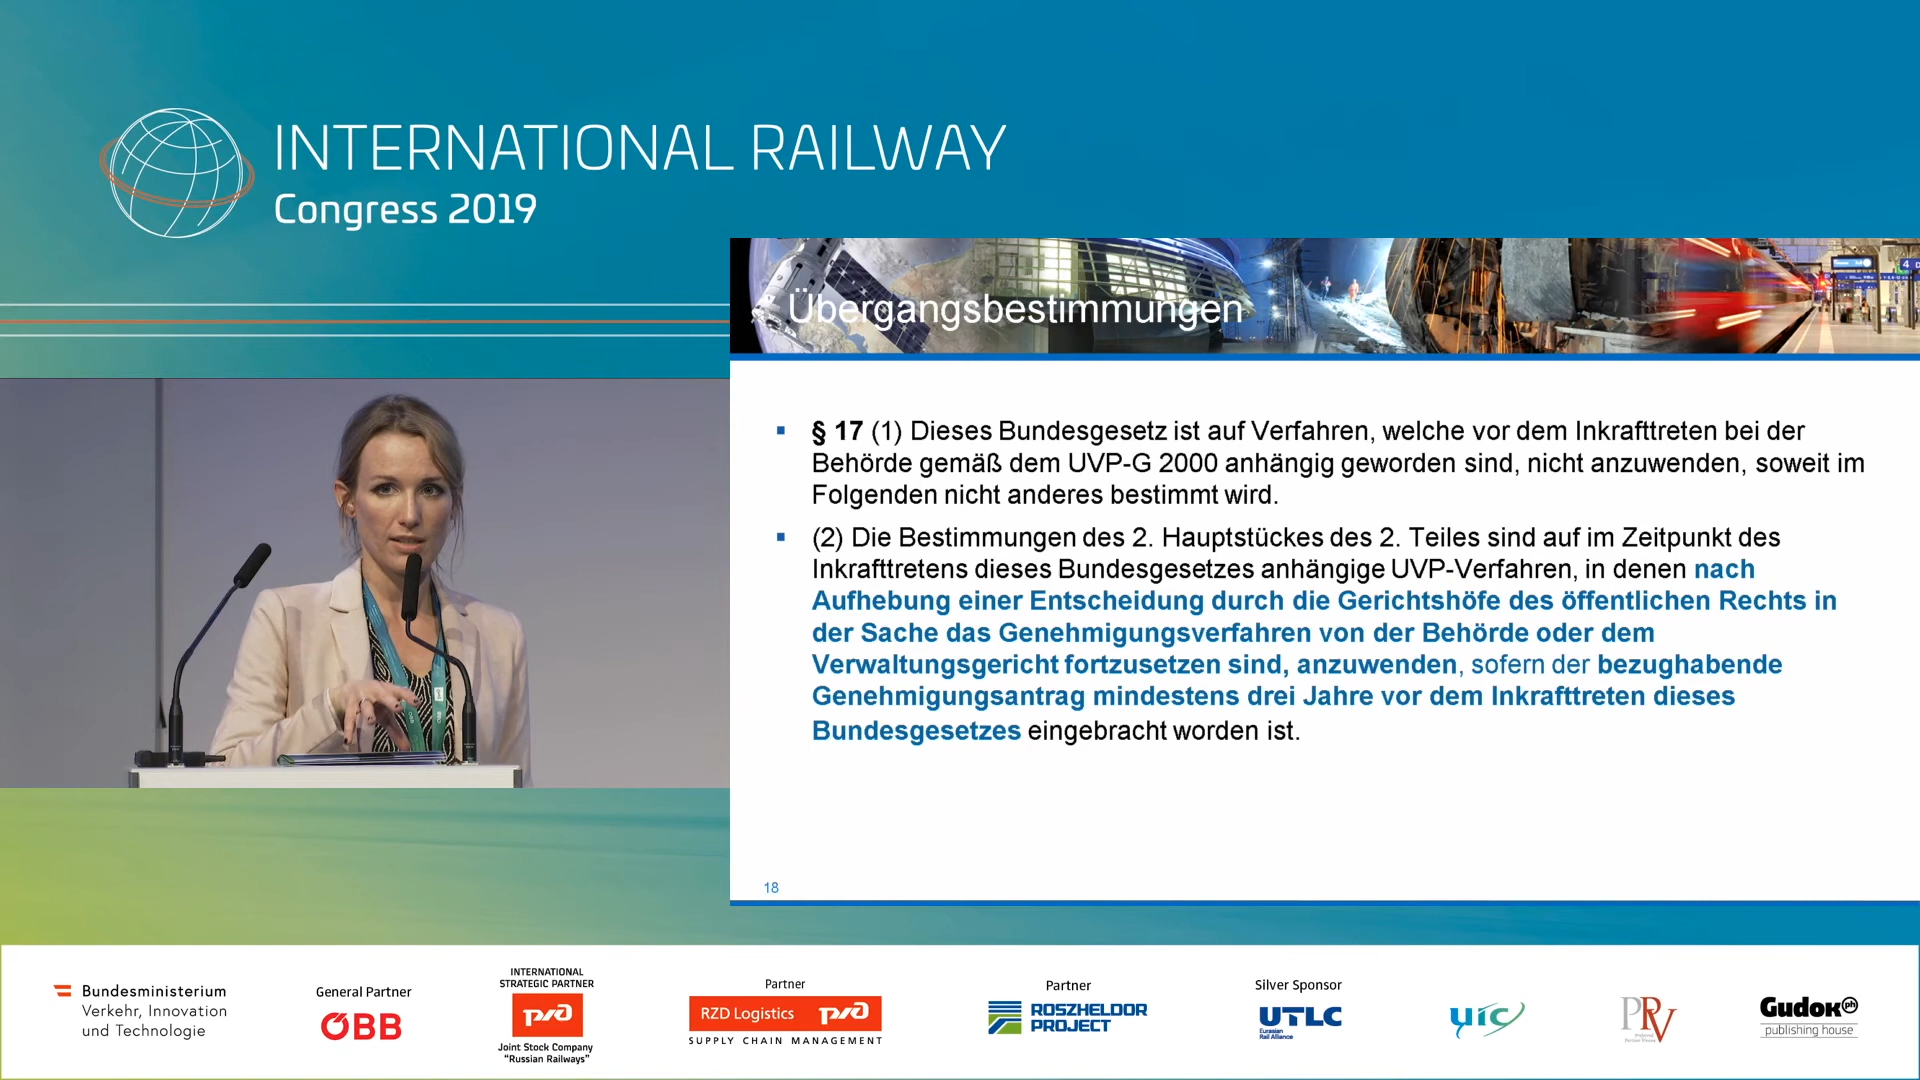 INTERNATIONAL RAILWAY
Congress 2019
Übergangsbestimmungen
§ 17 (1) Dieses Bundesgesetz ist auf Verfahren, welche vor dem Inkrafttreten bei der
Behörde gemäß dem UVP-G 2000 anhängig geworden sind, nicht anzuwenden, soweit im
Folgenden nicht anderes bestimmt wird.
(2) Die Bestimmungen des 2. Hauptstückes des 2. Teiles sind auf im Zeitpunkt des
Inkrafttretens dieses Bundesgesetzes anhängige UVP-Verfahren, in denen nach
Aufhebung einer Entscheidung durch die Gerichtshöfe des öffentlichen Rechts in
der Sache das Genehmigungsverfahren von der Behörde oder dem
Verwaltungsgericht fortzusetzen sind, anzuwenden, sofern der bezughabende
Genehmigungsantrag mindestens drei Jahre vor dem Inkrafttreten dieses
Bundesgesetzes eingebracht worden ist.
18
Bundesministerium
Verkehr, Innovation
und Technologie
General Partner
ÖBB
INTERNATIONAL
STRATEGIC PARTNER
Joint Stock Company
"Russian Railways"
Partner
RZD Logistics
SUPPLY CHAIN MANAGEMENT
Partner
ROSZHELDOR
PROJECT
Silver Sponsor
UTLC
Eurasian
Rail Alliance
uic
PRV
Gudok ph
publishing house